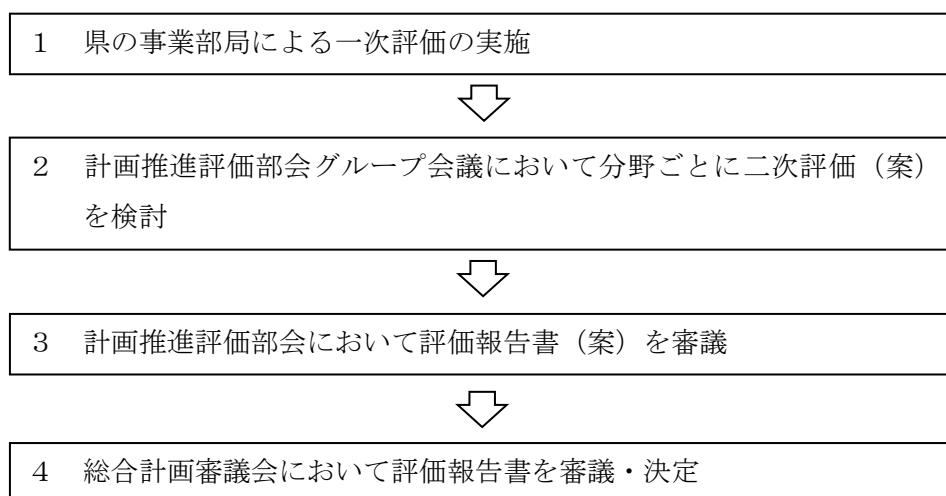 １　県の事業部局による一次評価の実施
２　計画推進評価部会グループ会議において分野ごとに二次評価（案）
を検討
３　計画推進評価部会において評価報告書（案）を審議
４　総合計画審議会において評価報告書を審議・決定